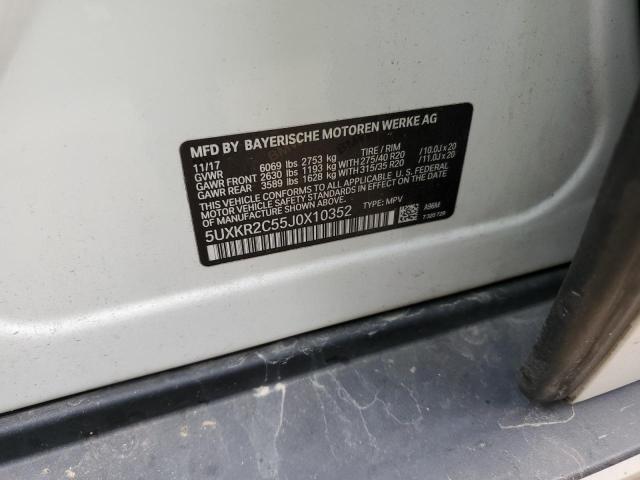 MFD BY BAYERISCHE MOTOREN WERKE AG
11/17 TIRE / RIM
GVWR 6069 lbs 2753 kg
GAWR FRONT 2630 lbs 1193 kg WITH 275/40 R20 /10.0J x 20
GAWR REAR 3589 lbs 1628 kg WITH 315/35 R20 /11.0J x 20
THIS VEHICLE CONFORMS TO ALL APPLICABLE U.S. FEDERAL
MOTOR VEHICLE SAFETY STANDARDS IN EFFECT ON THE DATE
OF MANUFACTURE SHOWN ABOVE.
5UXKR2C55J0X10352 TYPE: MPV A96M